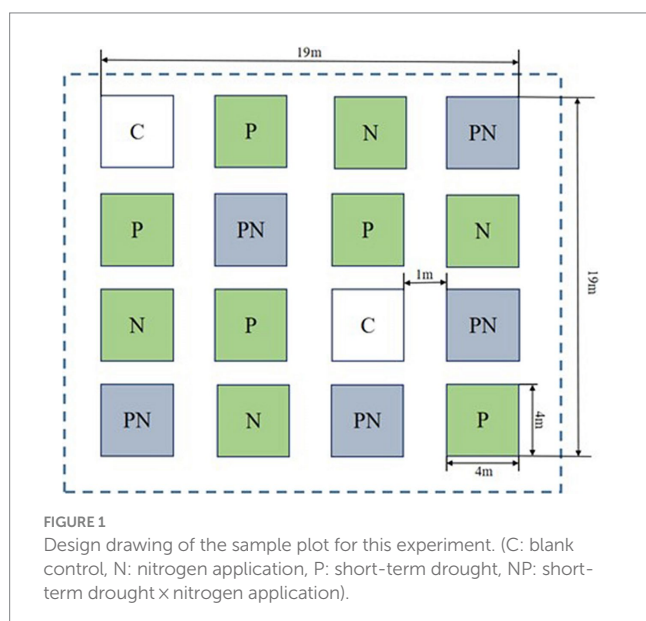 19m
C P N PN
P PN P N
1m
19m
N P C PN
PN N PN P
4m
4m
FIGURE 1
Design drawing of the sample plot for this experiment. (C: blank
control, N: nitrogen application, P: short-term drought, NP: short-
term drought × nitrogen application).